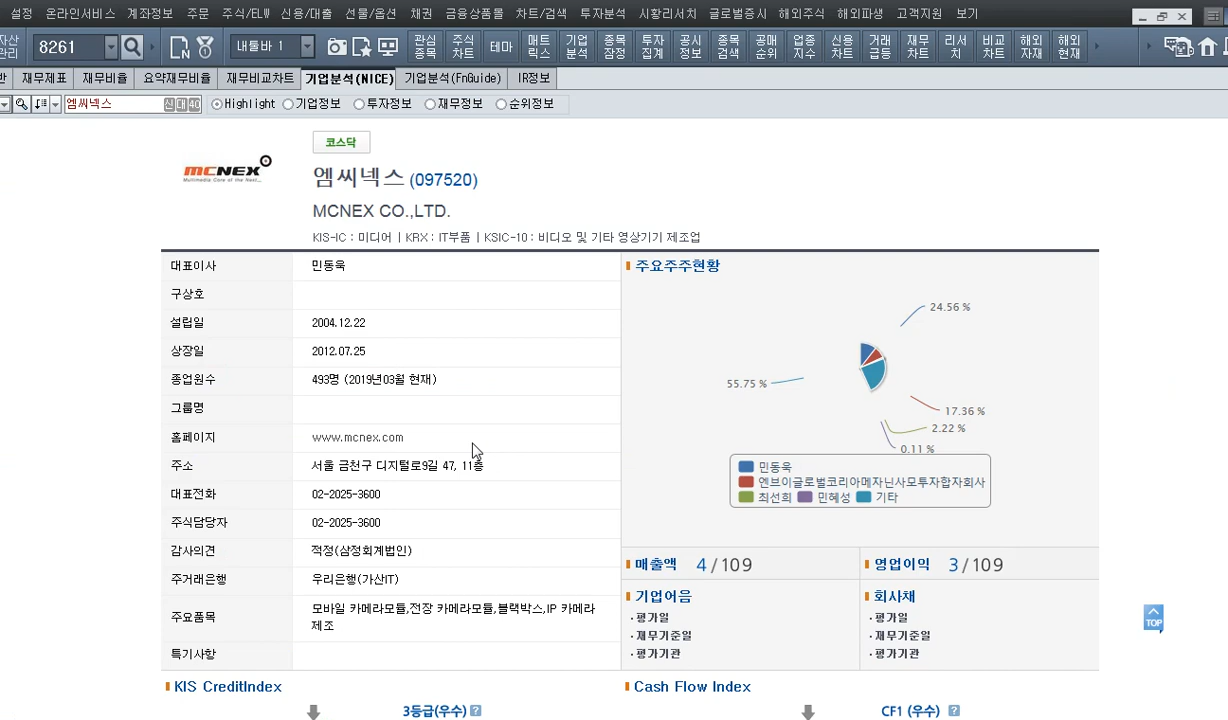 설정 온라인서비스 계좌정보 주문 주식/ELW 신용/대출 선물/옵션 채권 금융상품몰 차트/검색 투자분석 시황리서치 글로벌증시 해외주식 해외파생 고객지원 보기
자산관리 8261 내툴바 1 관심종목 주식차트 테마 매트릭스 기업분석 종목잠정 투자집계 공시정보 종목검색 공매순위 업종지수 신용차트 거래급등 재무차트 리서치 비교차트 해외자재 해외현재
반 재무제표 재무비율 요약재무비율 재무비교차트 기업분석(NICE) 기업분석(FnGuide) IR정보
엠씨넥스 신 대 40 Highlight 기업정보 투자정보 재무정보 순위정보
코스닥
MCNEX
엠씨넥스 (097520)
MCNEX CO.,LTD.
KIS-IC : 미디어 | KRX : IT부품 | KSIC-10 : 비디오 및 기타 영상기기 제조업
대표이사 민동욱
구상호
설립일 2004.12.22
상장일 2012.07.25
종업원수 493명 (2019년03월 현재)
그룹명
홈페이지 www.mcnex.com
주소 서울 금천구 디지털로9길 47, 11층
대표전화 02-2025-3600
주식담당자 02-2025-3600
감사의견 적정(삼정회계법인)
주거래은행 우리은행(가산IT)
주요품목 모바일 카메라모듈,전장 카메라모듈,블랙박스,IP 카메라
제조
특기사항
주요주주현황
24.56 %
55.75 %
17.36 %
2.22 %
0.11 %
민동욱
엔브이글로벌코리아메자닌사모투자합자회사
최선희 민혜성 기타
매출액 4 / 109 영업이익 3 / 109
기업어음 회사채
·평가일 ·평가일
·재무기준일 ·재무기준일
·평가기관 ·평가기관
TOP
KIS CreditIndex Cash Flow Index
3등급(우수) ? CF1 (우수) ?